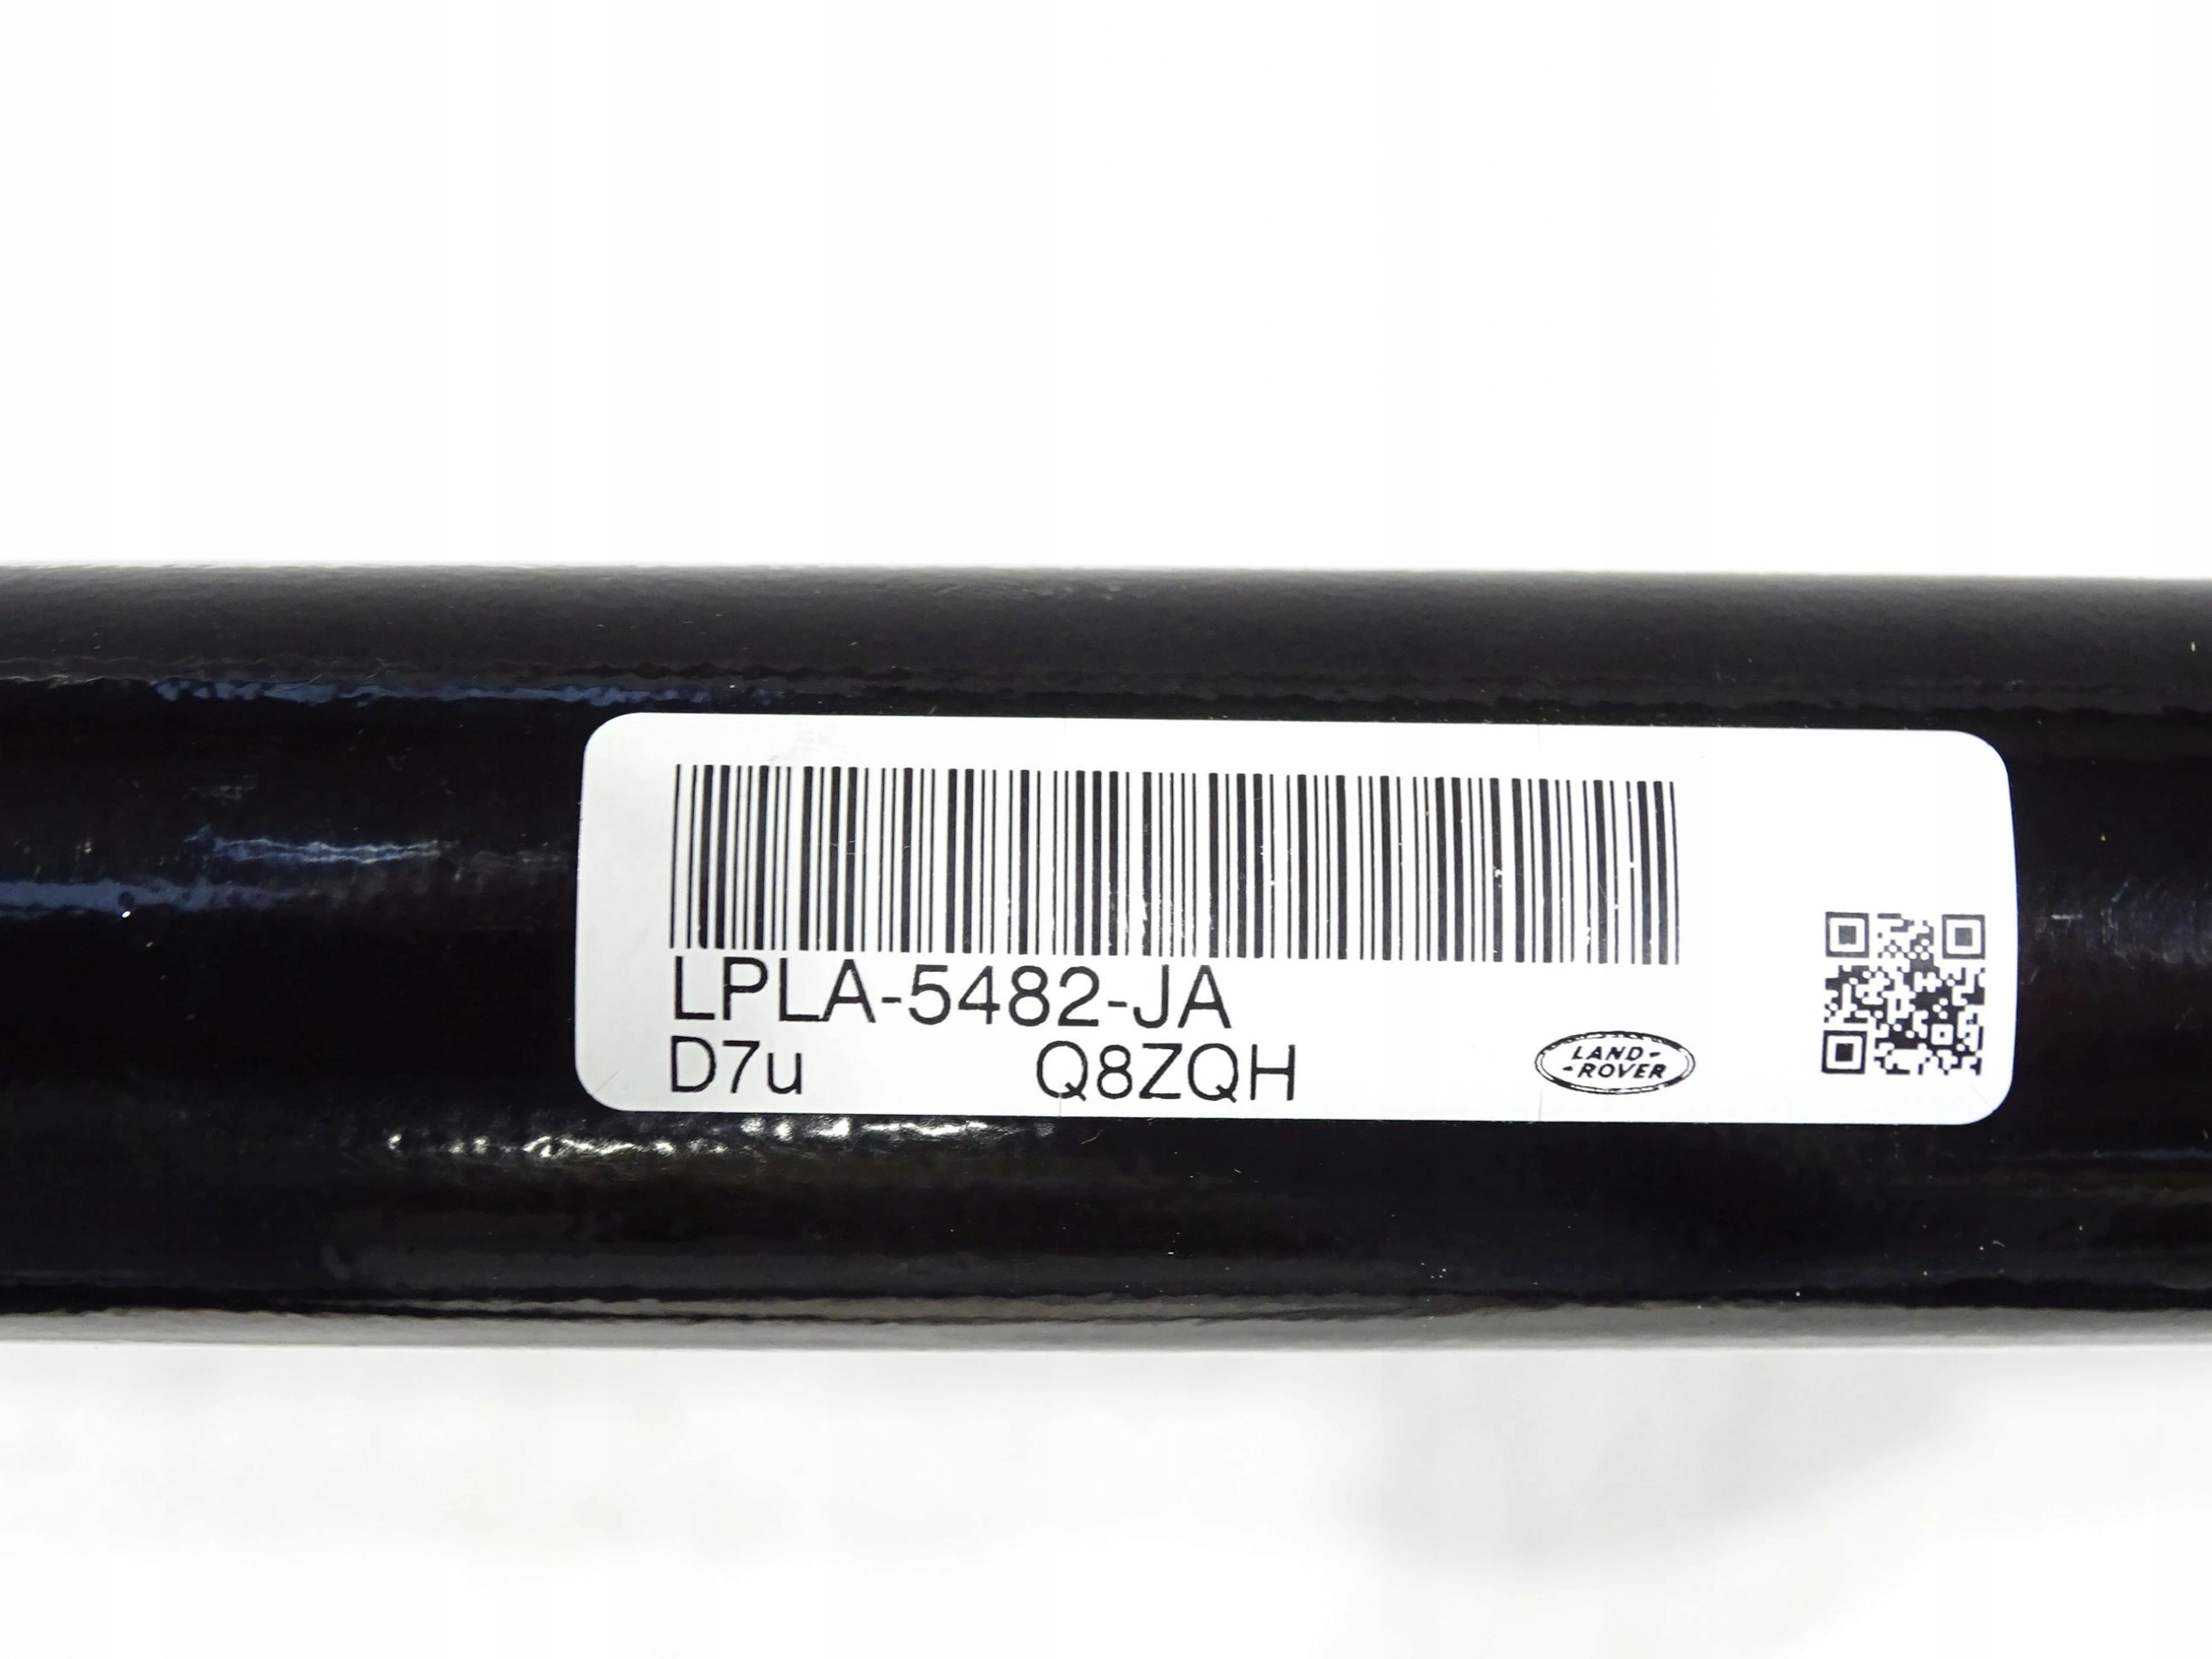 LPLA-5482-JA
D7u Q8ZQH
LAND-
-ROVER